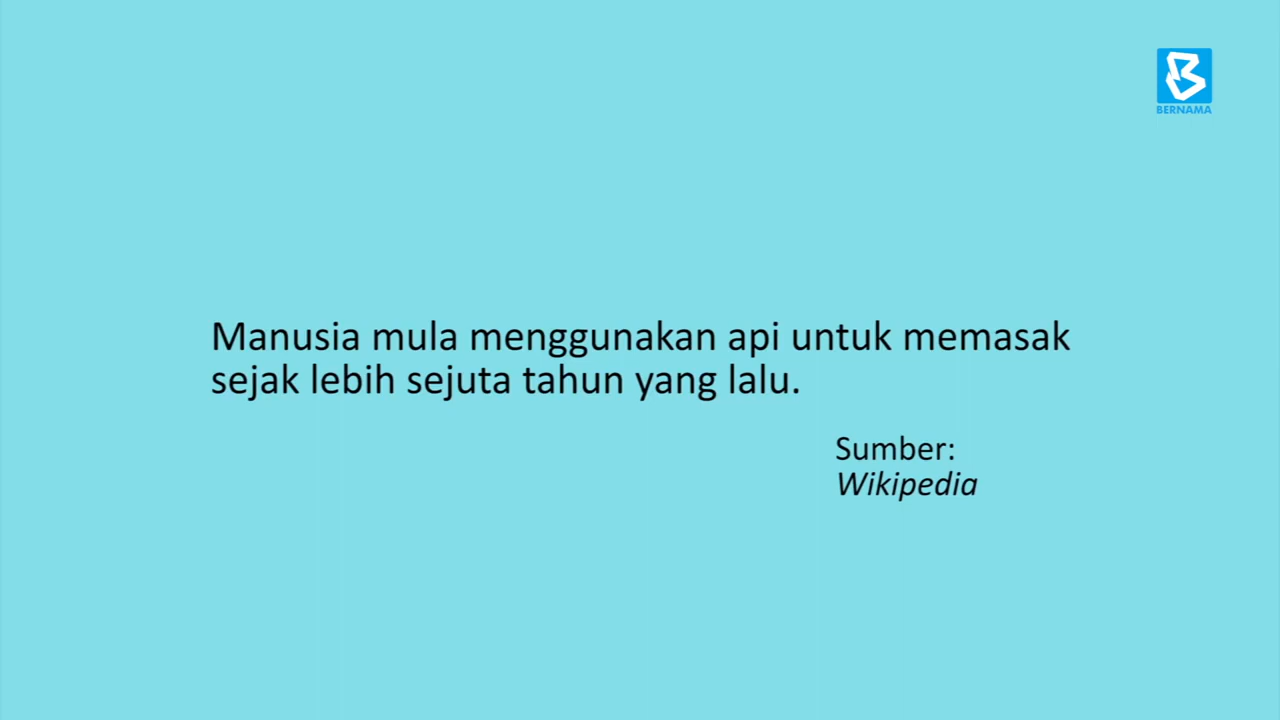 BERNAMA
Manusia mula menggunakan api untuk memasak
sejak lebih sejuta tahun yang lalu.
Sumber:
Wikipedia